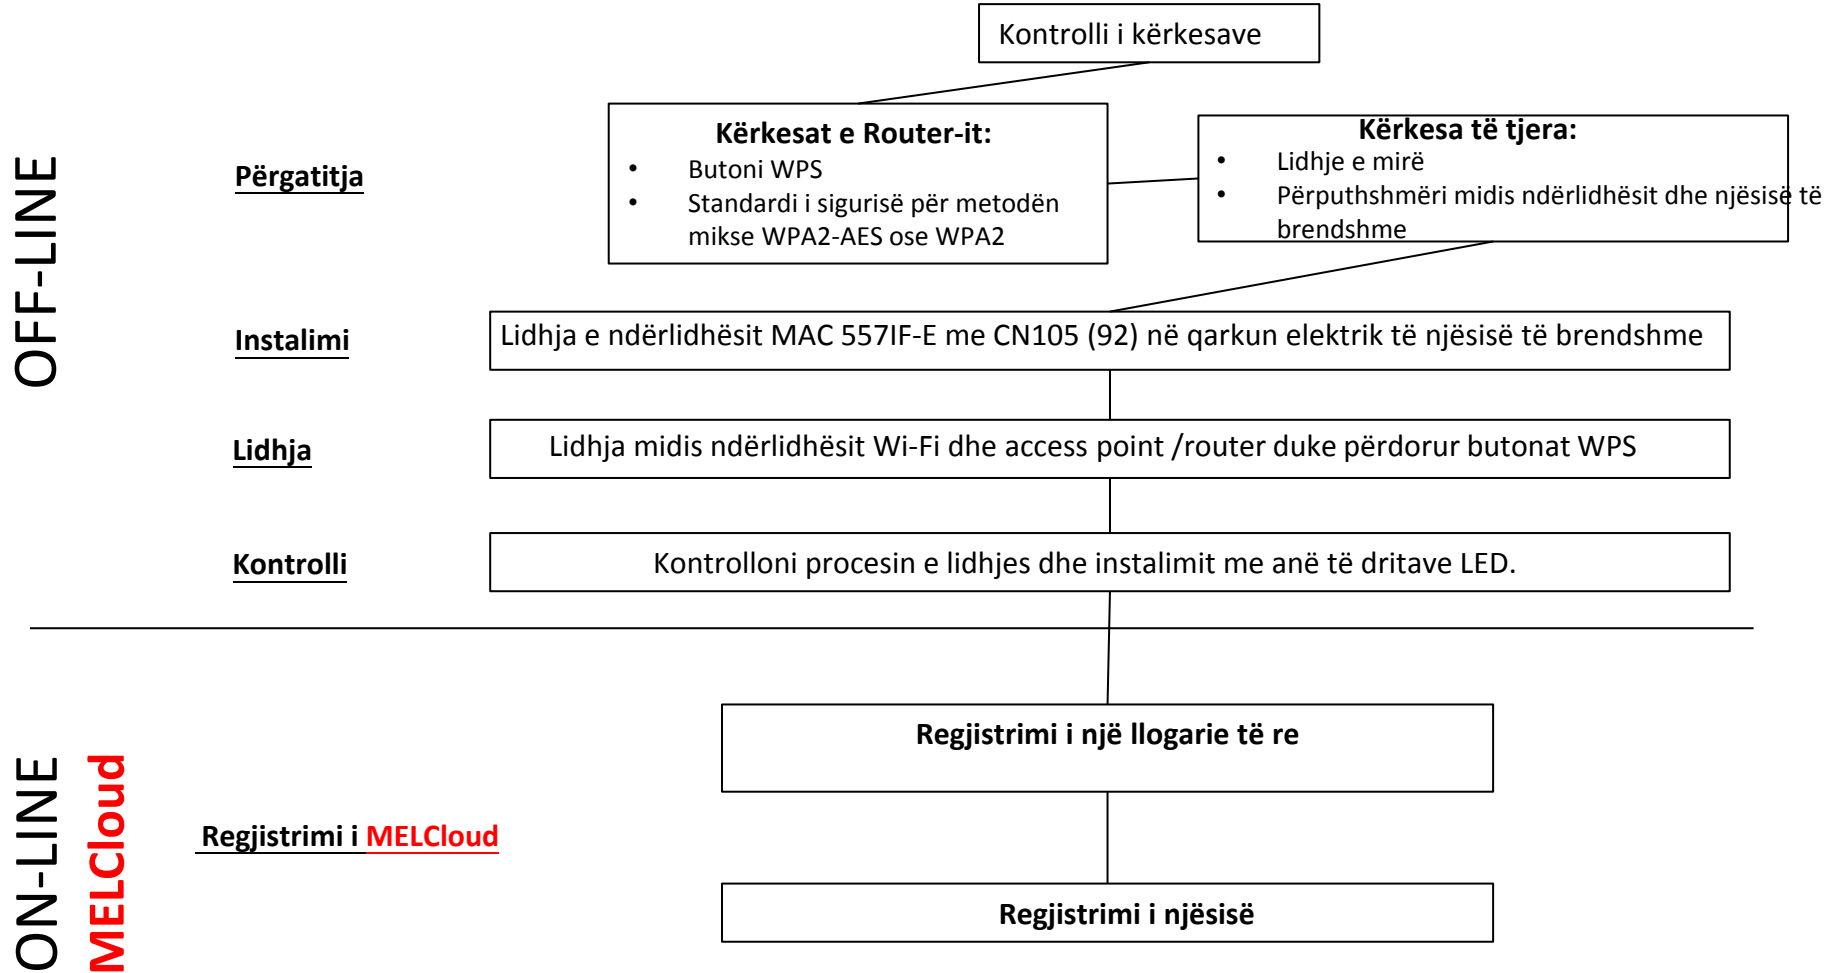 Kontrolli i kërkesave
OFF-LINE
Përgatitja
Kërkesat e Router-it:
• Butoni WPS
• Standardi i sigurisë për metodën
mikse WPA2-AES ose WPA2
Kërkesa të tjera:
• Lidhje e mirë
• Përputhshmëri midis ndërlidhësit dhe njësisë të
brendshme
Instalimi
Lidhja e ndërlidhësit MAC 557IF-E me CN105 (92) në qarkun elektrik të njësisë të brendshme
Lidhja
Lidhja midis ndërlidhësit Wi-Fi dhe access point /router duke përdorur butonat WPS
Kontrolli
Kontrolloni procesin e lidhjes dhe instalimit me anë të dritave LED.
ON-LINE
MELCloud
Regjistrimi i MELCloud
Regjistrimi i një llogarie të re
Regjistrimi i njësisë